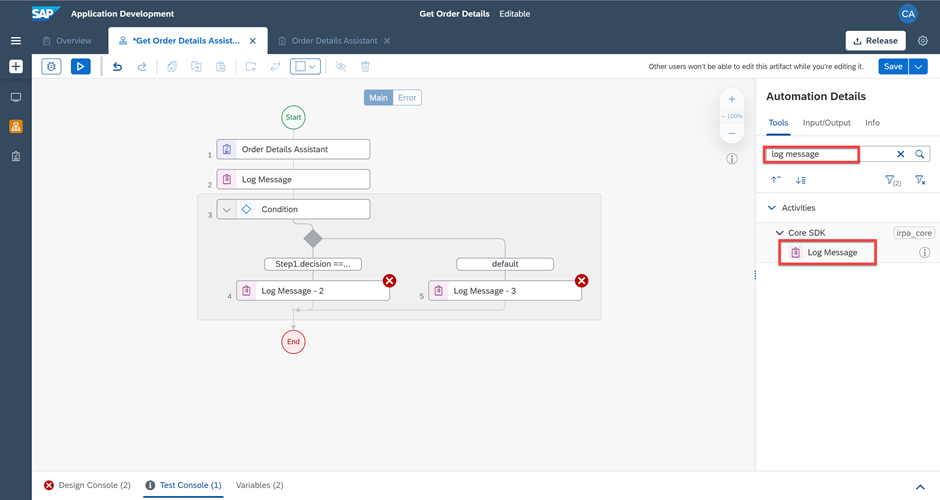 SAP Application Development Get Order Details Editable CA
Overview *Get Order Details Assist... Order Details Assistant Release
Other users won't be able to edit this artifact while you're editing it. Save
Main Error
Start
1 Order Details Assistant
2 Log Message
3 Condition
Step1.decision ==... default
4 Log Message - 2 5 Log Message - 3
End
100%
Automation Details
Tools Input/Output Info
log message
(2)
Activities
Core SDK irpa_core
Log Message
Design Console (2) Test Console (1) Variables (2)